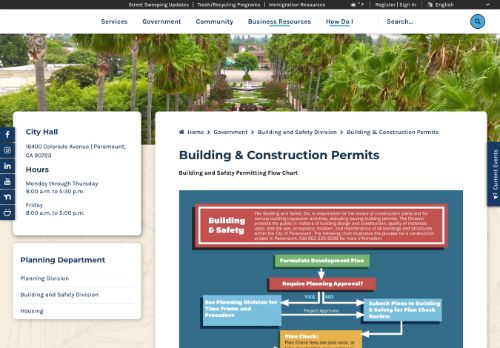 Street Sweeping Updates | Trash/Recycling Programs | Immigration Resources
° F
Register | Sign In
English
Services
Government
Community
Business Resources
How Do I
Search...
City Hall
16400 Colorado Avenue | Paramount,
CA 90723
Hours
Monday through Thursday
8:00 a.m. to 5:30 p.m.
Friday
8:00 a.m. to 5:00 p.m.
Planning Department
Planning Division
Building and Safety Division
Housing
Home > Government > Building and Safety Division > Building & Construction Permits
Building & Construction Permits
Building and Safety Permitting Flow Chart
Building
& Safety
The Building and Safety Div. is responsible for the review of construction plans and for
various building inspection activities, including issuing building permits. The Division
protects the public in matters of building design and construction, quality of materials
used, and the use, occupancy, location, and maintenance of all buildings and structures
within the City of Paramount. The following chart illustrates the process for a construction
project in Paramount. Call 562-220-2030 for more information.
Formulate Development Plan
Require Planning Approval?
YES
NO
See Planning Division for
Time Frame and
Procedure
Project Approved
Submit Plans to Building
& Safety for Plan Check
Review
Plan Check:
Plan Check fees are paid once, at
Current Events